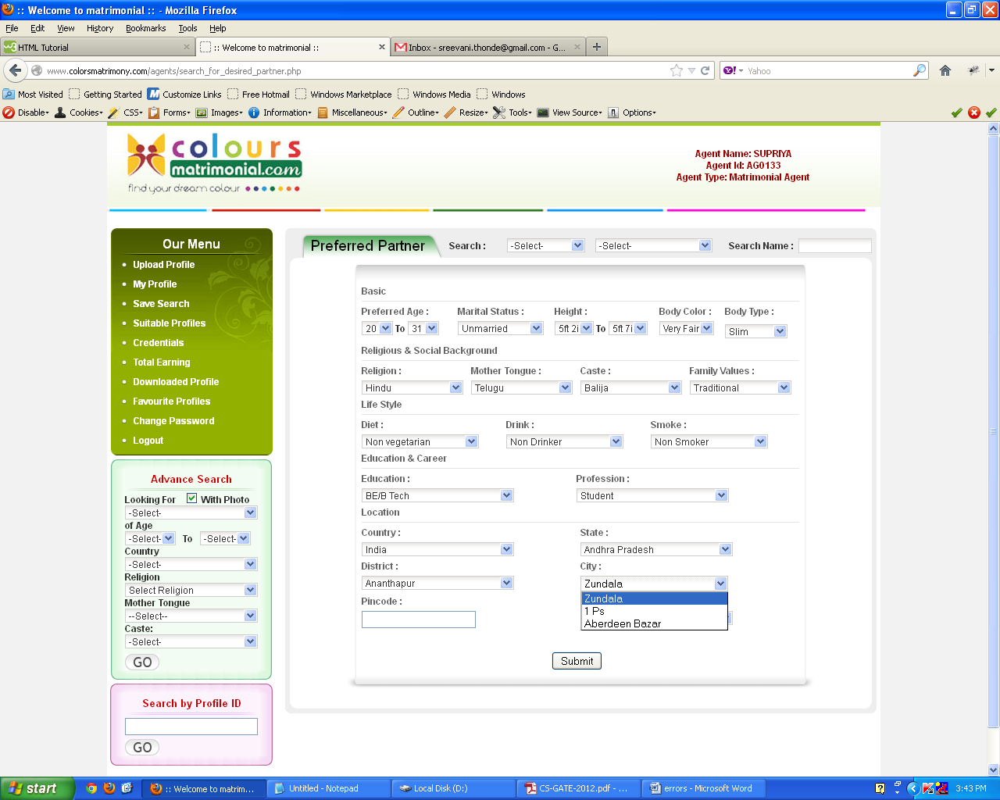 :: Welcome to matrimonial :: - Mozilla Firefox
File Edit View History Bookmarks Tools Help
HTML Tutorial
:: Welcome to matrimonial ::
Inbox - sreevani.thonde@gmail.com - G...
www.colorsmatrimony.com/agents/search_for_desired_partner.php
Yahoo
Most Visited Getting Started Customize Links Free Hotmail Windows Marketplace Windows Media Windows
Disable Cookies CSS Forms Images Information Miscellaneous Outline Resize Tools View Source Options
colours
matrimonial.com
find your dream colour
Agent Name: SUPRIYA
Agent Id: AG0133
Agent Type: Matrimonial Agent
Our Menu
Upload Profile
My Profile
Save Search
Suitable Profiles
Credentials
Total Earning
Downloaded Profile
Favourite Profiles
Change Password
Logout
Advance Search
Looking For With Photo
-Select-
of Age
-Select- To -Select-
Country
-Select-
Religion
Select Religion
Mother Tongue
--Select--
Caste:
-Select-
GO
Search by Profile ID
GO
Preferred Partner Search : -Select- -Select- Search Name :
Basic
Preferred Age : Marital Status : Height : Body Color : Body Type :
20 To 31 Unmarried 5ft 2i To 5ft 7i Very Fair Slim
Religious & Social Background
Religion : Mother Tongue : Caste : Family Values :
Hindu Telugu Balija Traditional
Life Style
Diet : Drink : Smoke :
Non vegetarian Non Drinker Non Smoker
Education & Career
Education : Profession :
BE/B Tech Student
Location
Country : State :
India Andhra Pradesh
District : City :
Ananthapur Zundala
Zundala
Pincode :
1 Ps
Aberdeen Bazar
Submit
start
:: Welcome to matrim...
Untitled - Notepad
Local Disk (D:)
CS-GATE-2012.pdf - ...
errors - Microsoft Word
3:43 PM